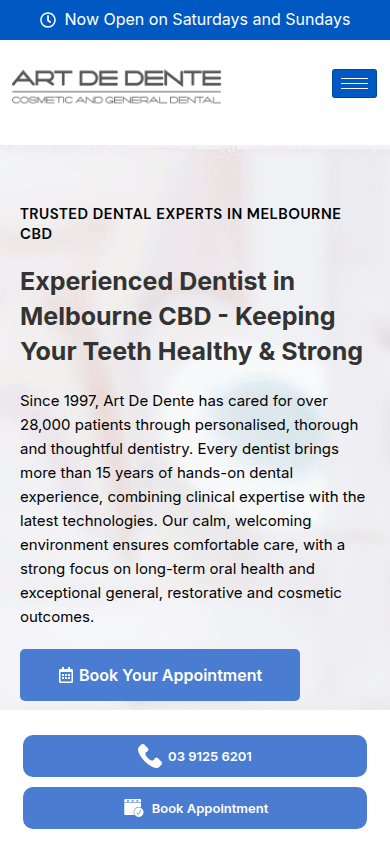 Now Open on Saturdays and Sundays
ART DE DENTE
COSMETIC AND GENERAL DENTAL
TRUSTED DENTAL EXPERTS IN MELBOURNE
CBD
Experienced Dentist in
Melbourne CBD - Keeping
Your Teeth Healthy & Strong
Since 1997, Art De Dente has cared for over
28,000 patients through personalised, thorough
and thoughtful dentistry. Every dentist brings
more than 15 years of hands-on dental
experience, combining clinical expertise with the
latest technologies. Our calm, welcoming
environment ensures comfortable care, with a
strong focus on long-term oral health and
exceptional general, restorative and cosmetic
outcomes.
Book Your Appointment
03 9125 6201
Book Appointment